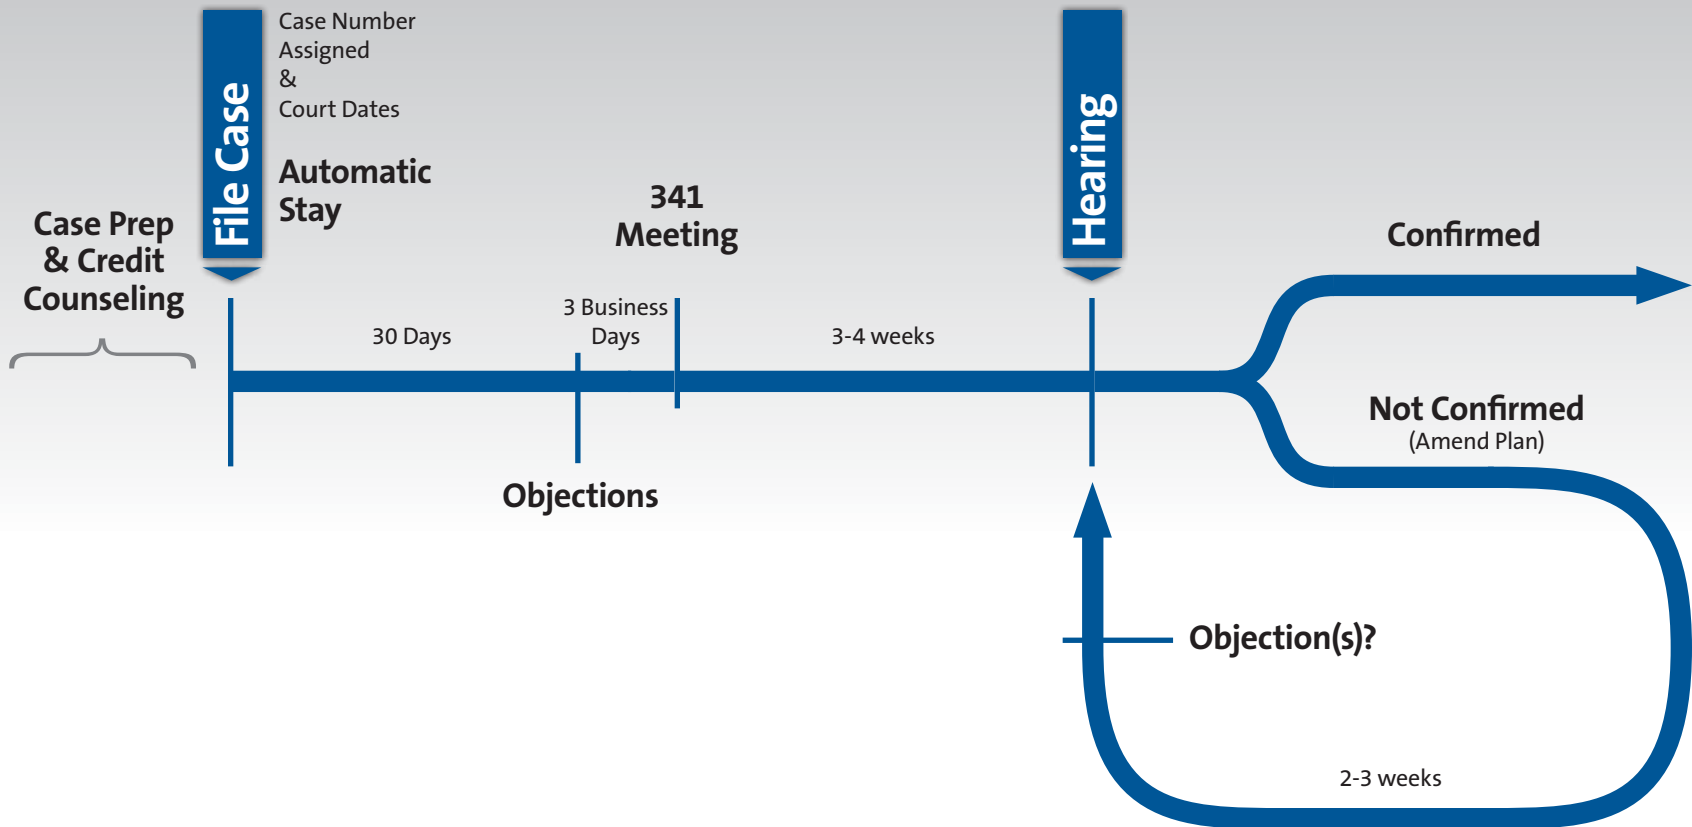 Case Prep
& Credit
Counseling
File Case
Case Number
Assigned
&
Court Dates
Automatic
Stay
30 Days
3 Business
Days
Objections
341
Meeting
3-4 weeks
Hearing
Confirmed
Not Confirmed
(Amend Plan)
2-3 weeks
Objection(s)?